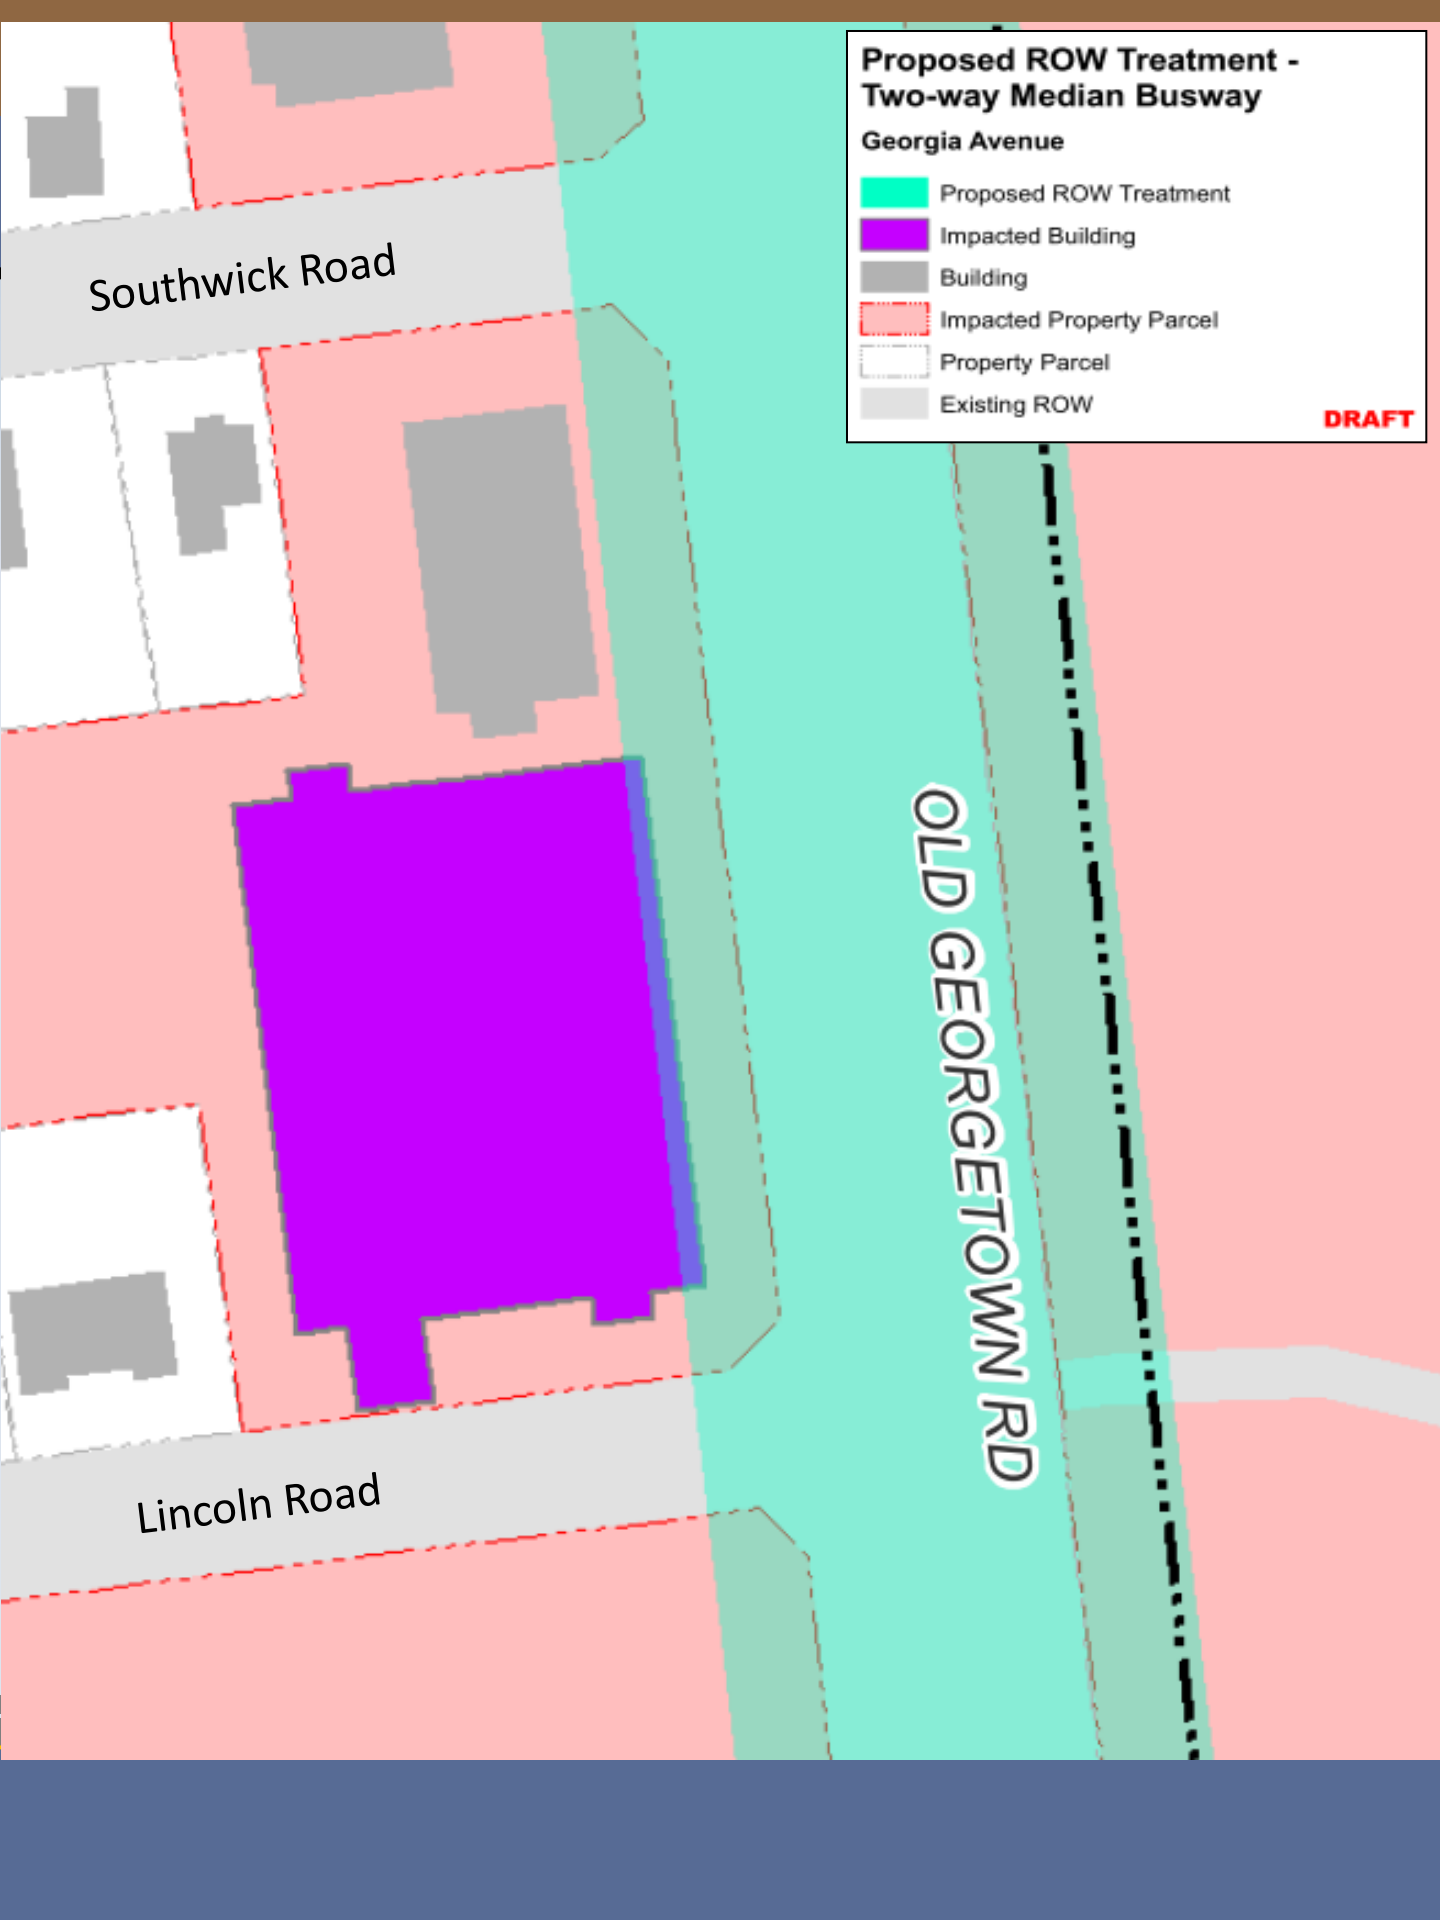 Proposed ROW Treatment -
Two-way Median Busway
Georgia Avenue
Proposed ROW Treatment
Impacted Building
Building
Impacted Property Parcel
Property Parcel
Existing ROW
DRAFT
Southwick Road
OLD GEORGETOWN RD
Lincoln Road